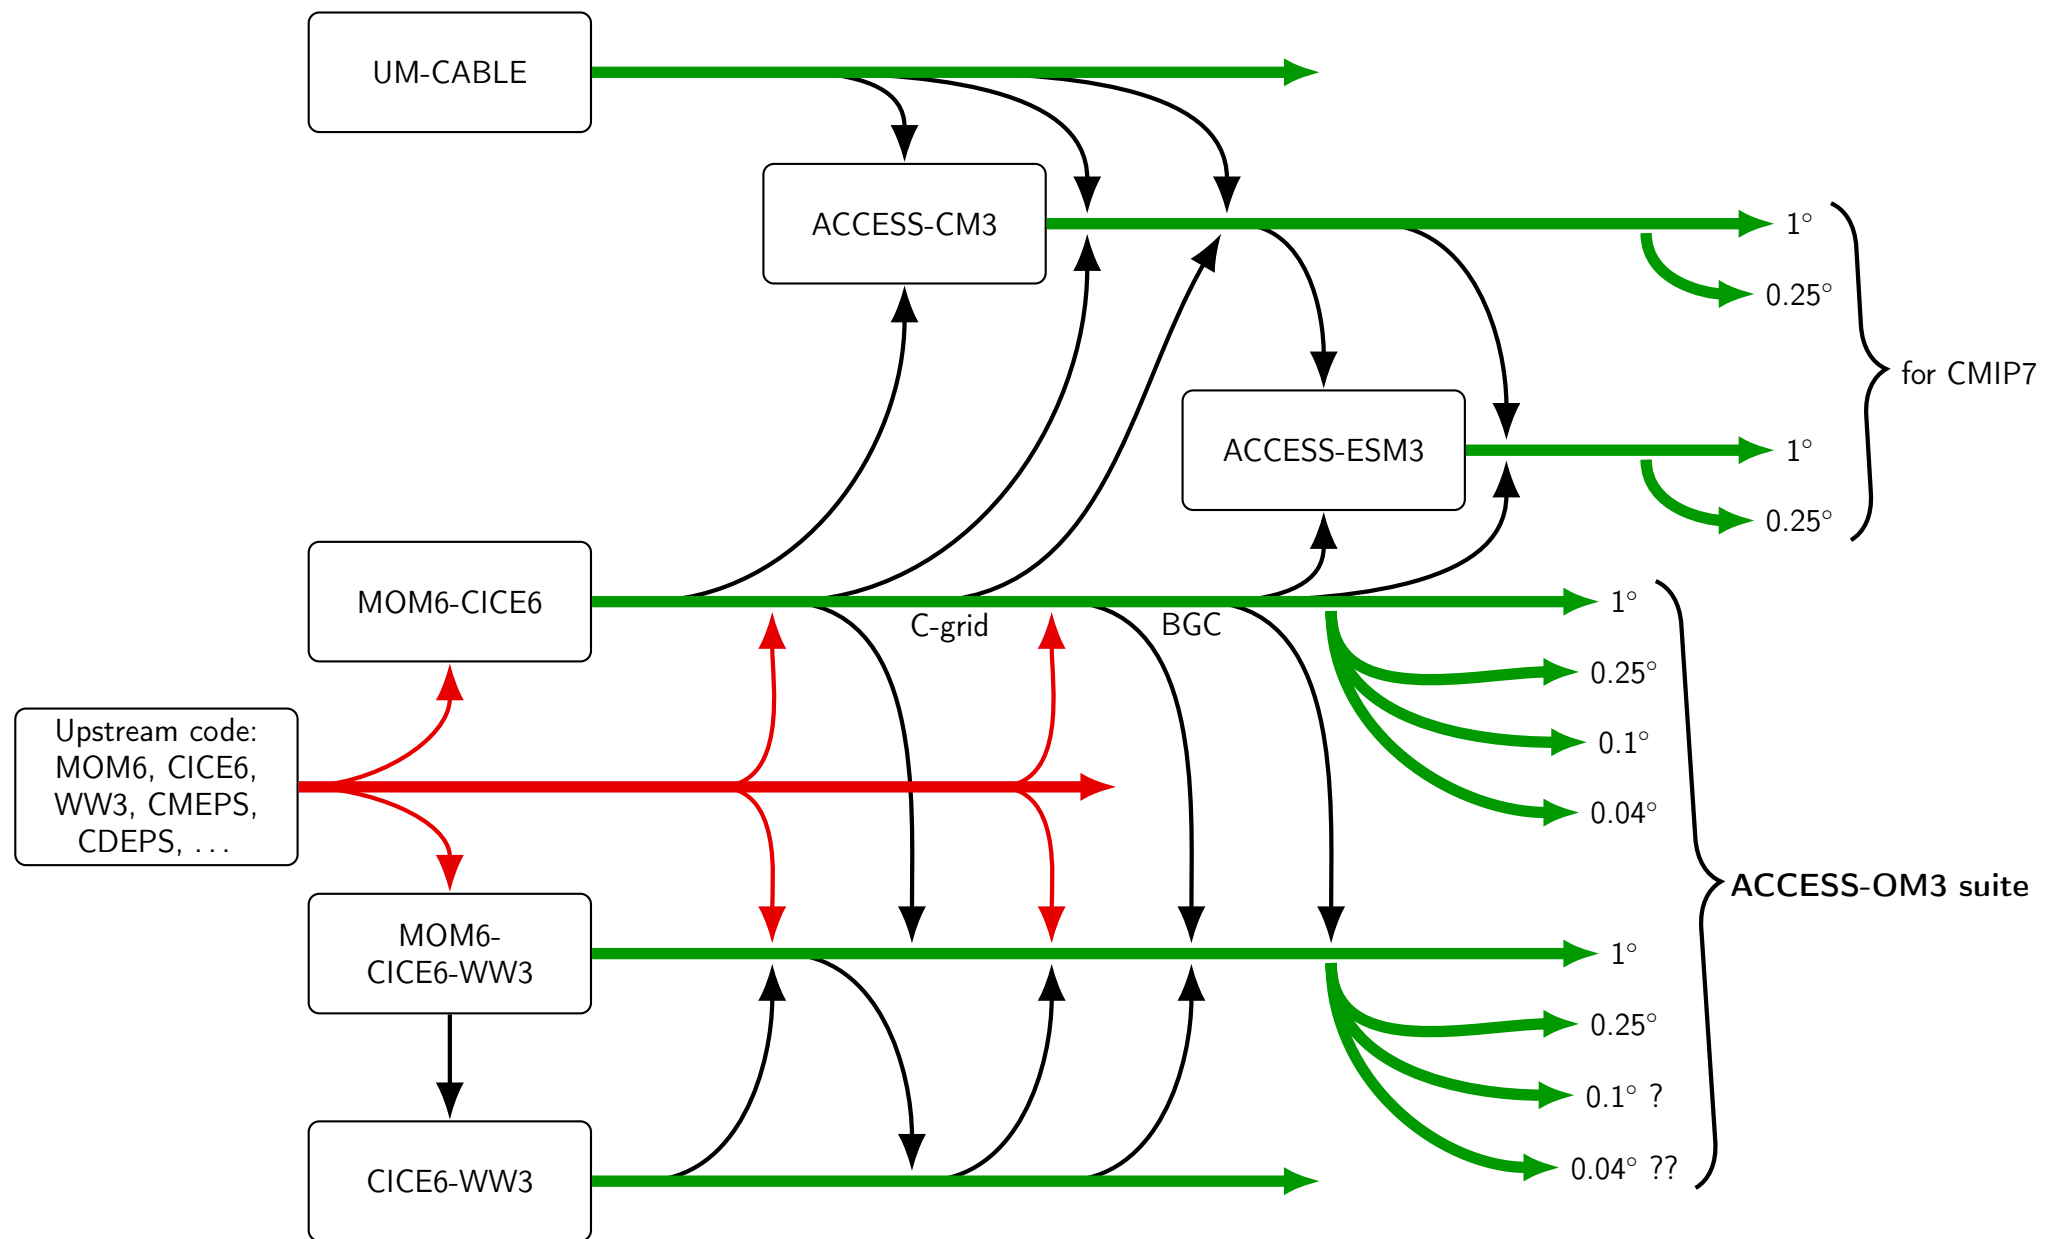 UM-CABLE
ACCESS-CM3
1°
0.25°
for CMIP7
ACCESS-ESM3
1°
0.25°
MOM6-CICE6
C-grid
BGC
1°
0.25°
0.1°
0.04°
Upstream code:
MOM6, CICE6,
WW3, CMEPS,
CDEPS, ...
ACCESS-OM3 suite
MOM6-
CICE6-WW3
1°
0.25°
0.1° ?
0.04° ??
CICE6-WW3